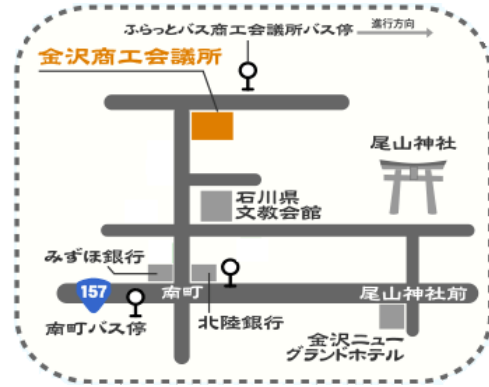 ふらっとバス商工会議所バス停
進行方向
金沢商工会議所
尾山神社
石川県
文教会館
みずほ銀行
157
南町
尾山神社前
南町バス停
北陸銀行
金沢ニュー
グランドホテル